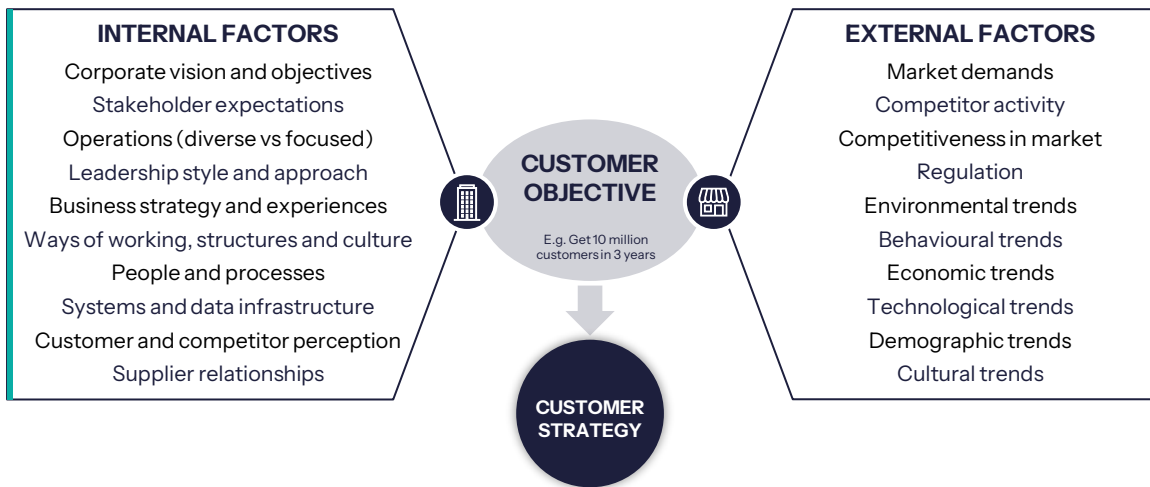 INTERNAL FACTORS
Corporate vision and objectives
Stakeholder expectations
Operations (diverse vs focused)
Leadership style and approach
Business strategy and experiences
Ways of working, structures and culture
People and processes
Systems and data infrastructure
Customer and competitor perception
Supplier relationships
CUSTOMER
OBJECTIVE
E.g. Get 10 million
customers in 3 years
CUSTOMER
STRATEGY
EXTERNAL FACTORS
Market demands
Competitor activity
Competitiveness in market
Regulation
Environmental trends
Behavioural trends
Economic trends
Technological trends
Demographic trends
Cultural trends